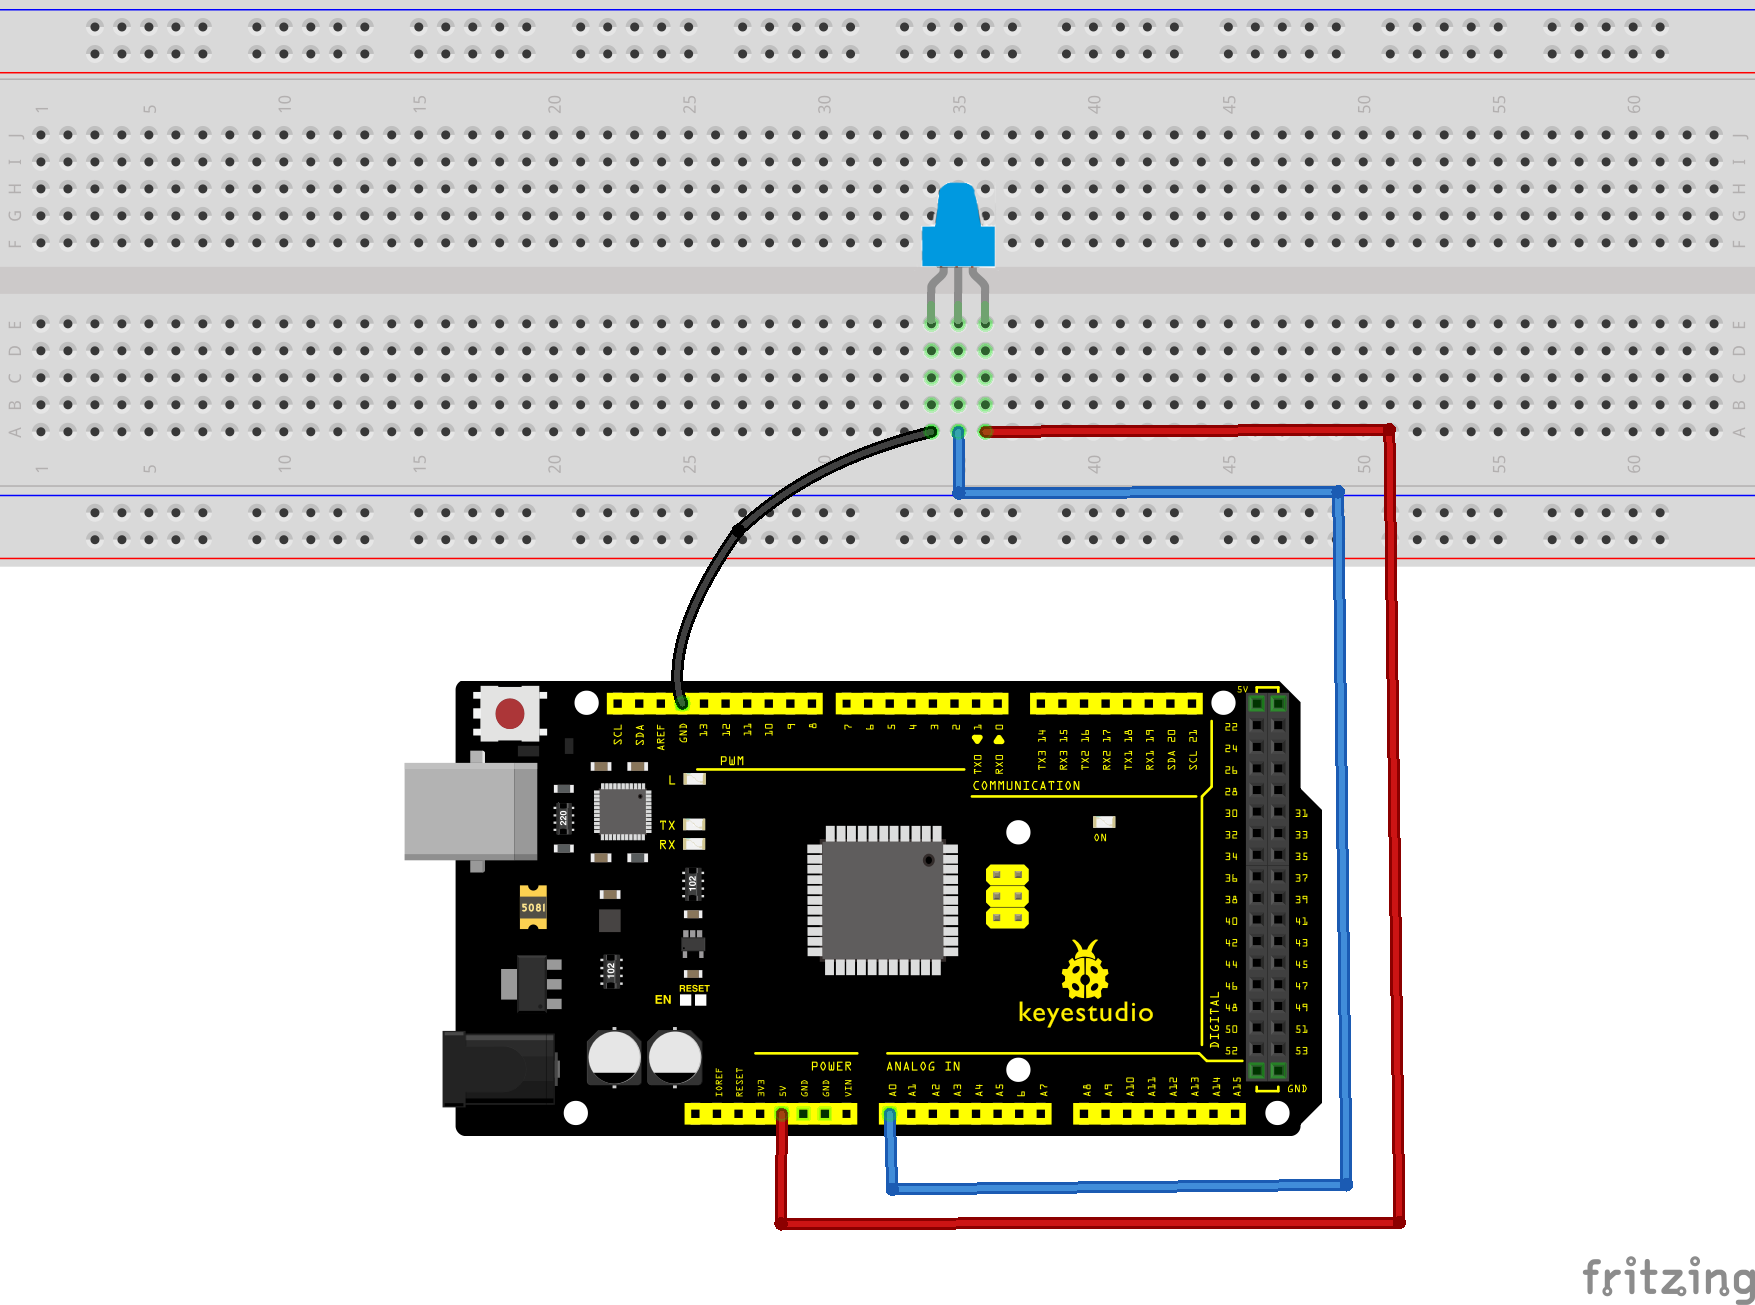 1 5 10 15 20 25 30 35 40 45 50 55 60
J J
I I
H H
G G
F F
E E
D D
C C
B B
A A
1 5 10 15 20 25 30 40 45 50 55 60
SCL SDA AREF GND 13 12 11 10 9 8 7 6 5 4 3 2 1 0
TX0 RX0 TX3 14 RX3 15 TX2 16 RX2 17 TX1 18 RX1 19 SDA 20 SCL 21
5V
22
24
26
28
30 31
32 33
34 35
36 37
38 39
40 41
42 43
44 45
46 47
48 49
50 51
52 53
GND
PWM
COMMUNICATION
L
TX
RX
ON
220
102
5081
102
RESET
EN
keyestudio
DIGITAL
POWER
ANALOG IN
IOREF RESET 3V3 5V GND GND VIN
A0 A1 A2 A3 A4 A5 6 A7 A8 A9 A10 A11 A12 A13 A14 A15
fritzing